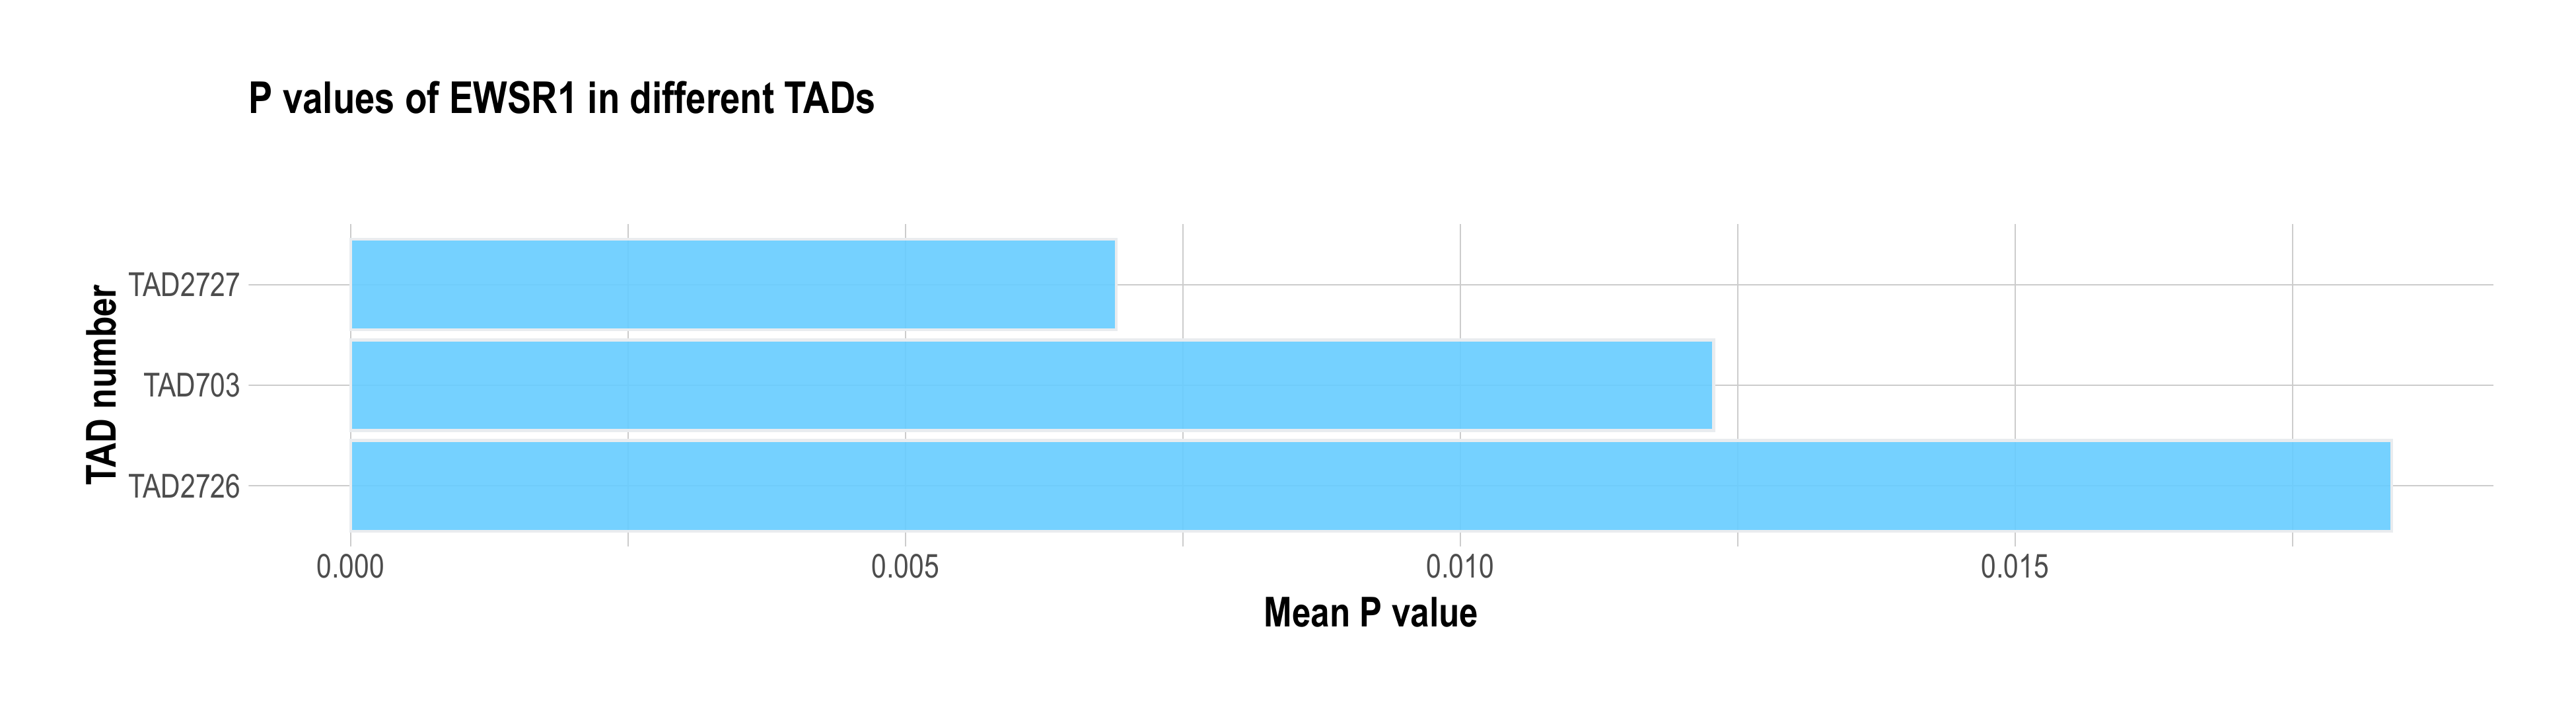 P values of EWSR1 in different TADs
TAD number
TAD2727
TAD703
TAD2726
0.000 0.005 0.010 0.015
Mean P value